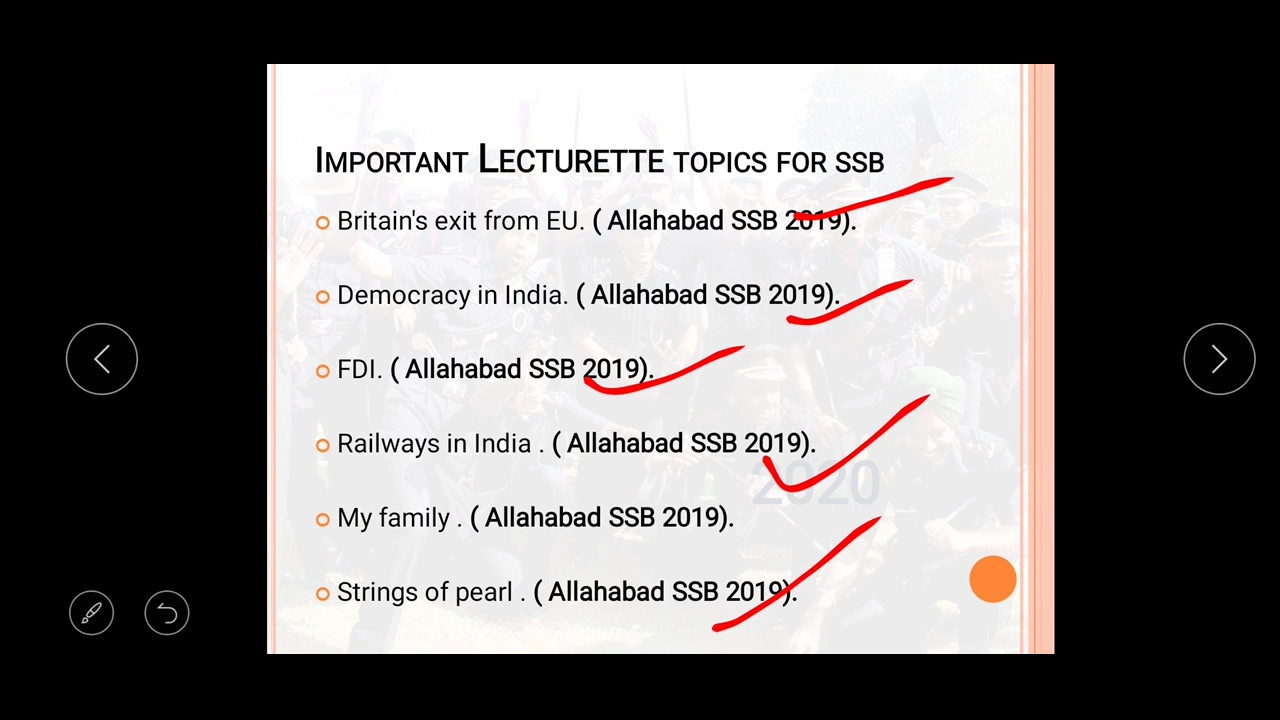 IMPORTANT LECTURETTE TOPICS FOR SSB
Britain's exit from EU. ( Allahabad SSB 2019).
Democracy in India. ( Allahabad SSB 2019).
FDI. ( Allahabad SSB 2019).
Railways in India . ( Allahabad SSB 2019).
2020
My family . ( Allahabad SSB 2019).
Strings of pearl . ( Allahabad SSB 2019).